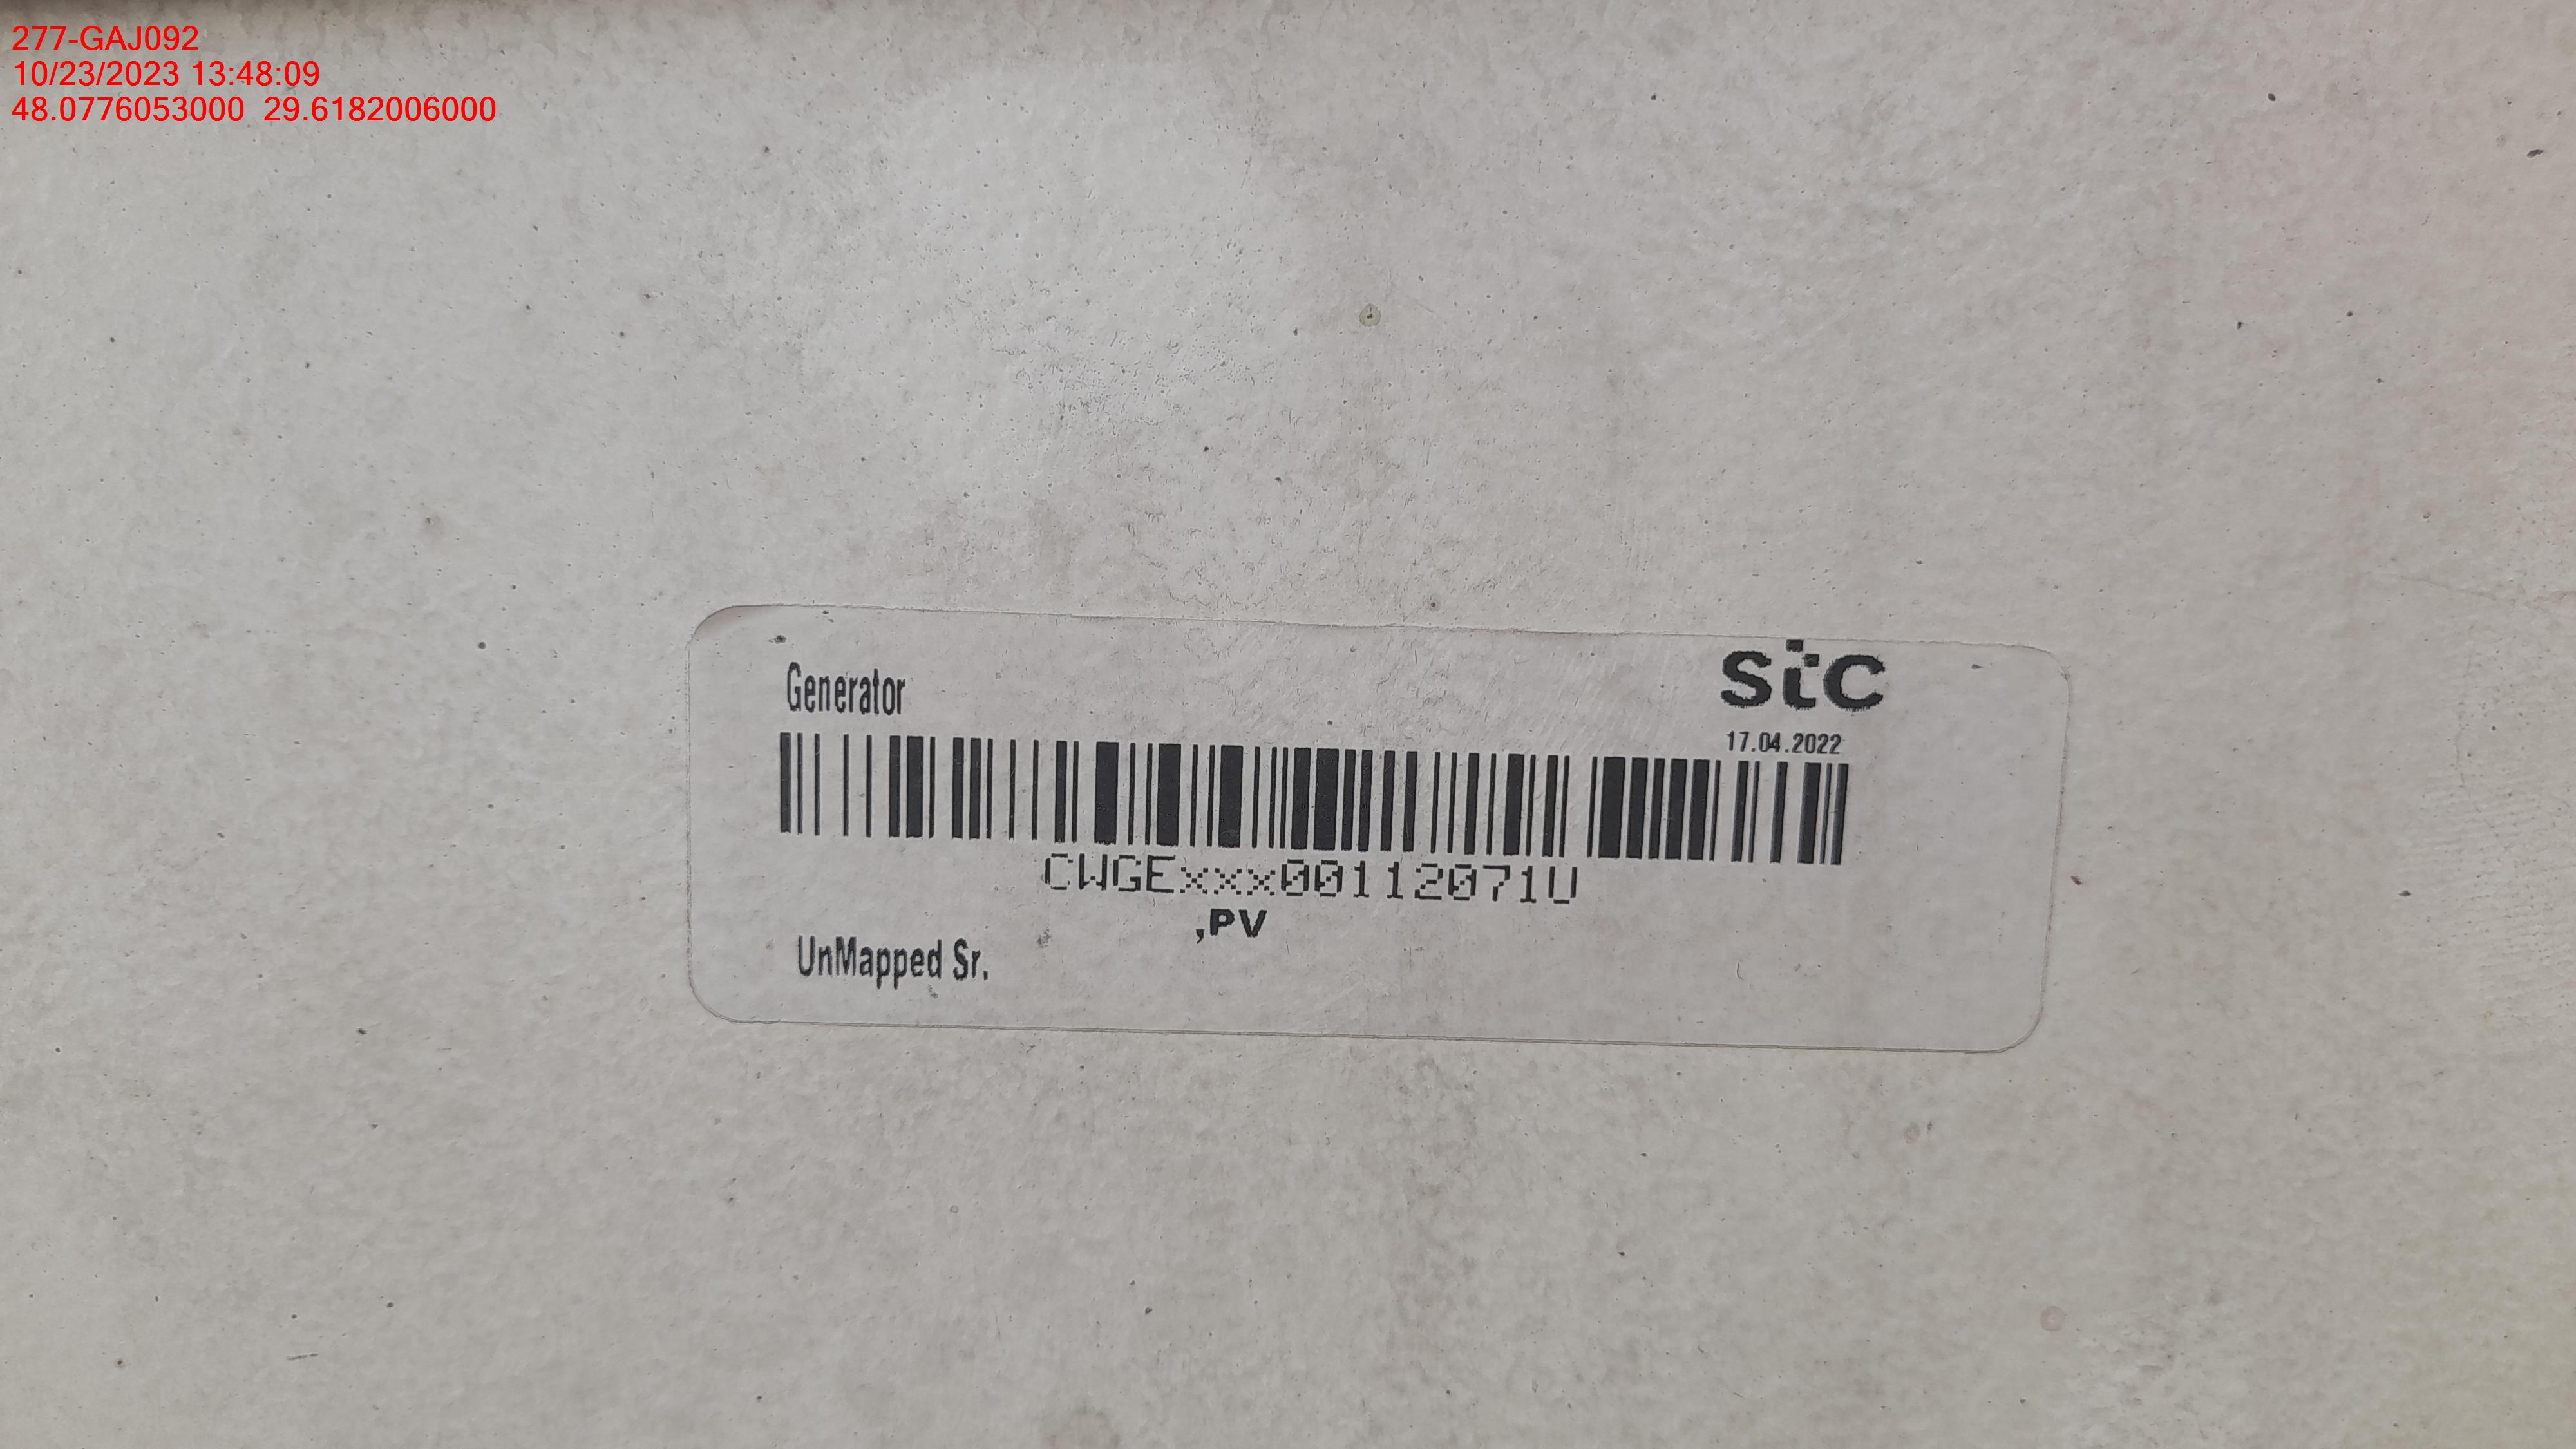 277-GAJ092
10/23/2023 13:48:09
48.0776053000 29.6182006000
Generator
stc
17.04.2022
CWGExxx00112071U
,PV
UnMapped Sr.